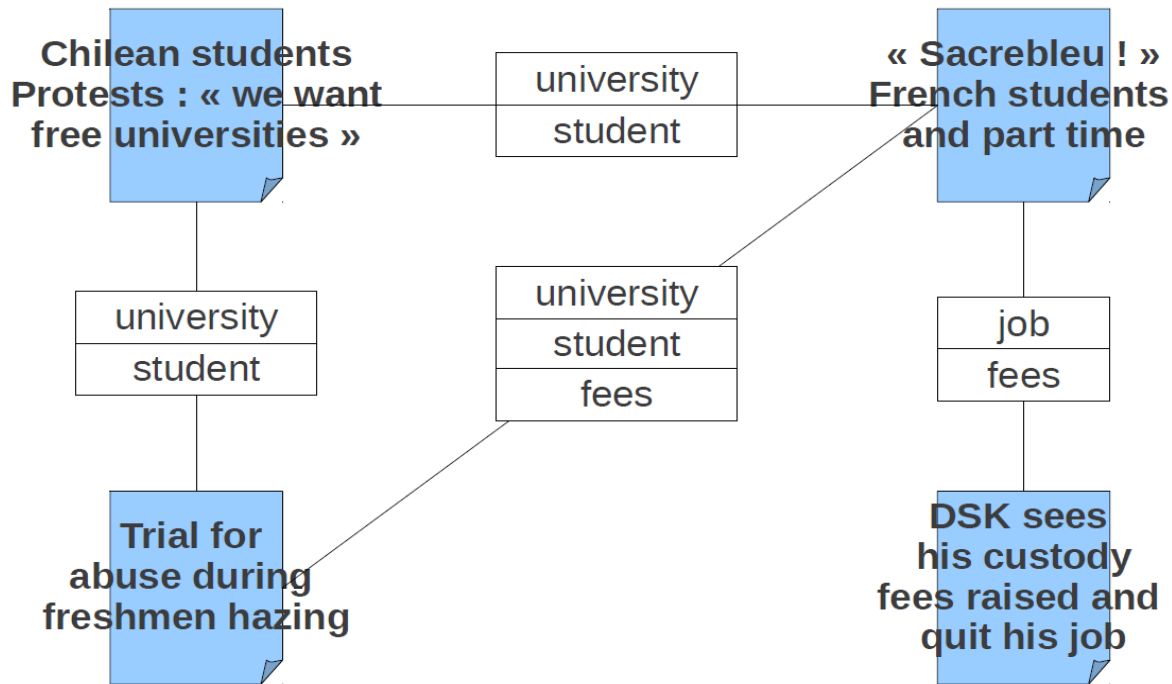 Chilean students
Protests : « we want
free universities »
university
student
« Sacrebleu ! »
French students
and part time
university
student
university
student
fees
job
fees
Trial for
abuse during
freshmen hazing
DSK sees
his custody
fees raised and
quit his job